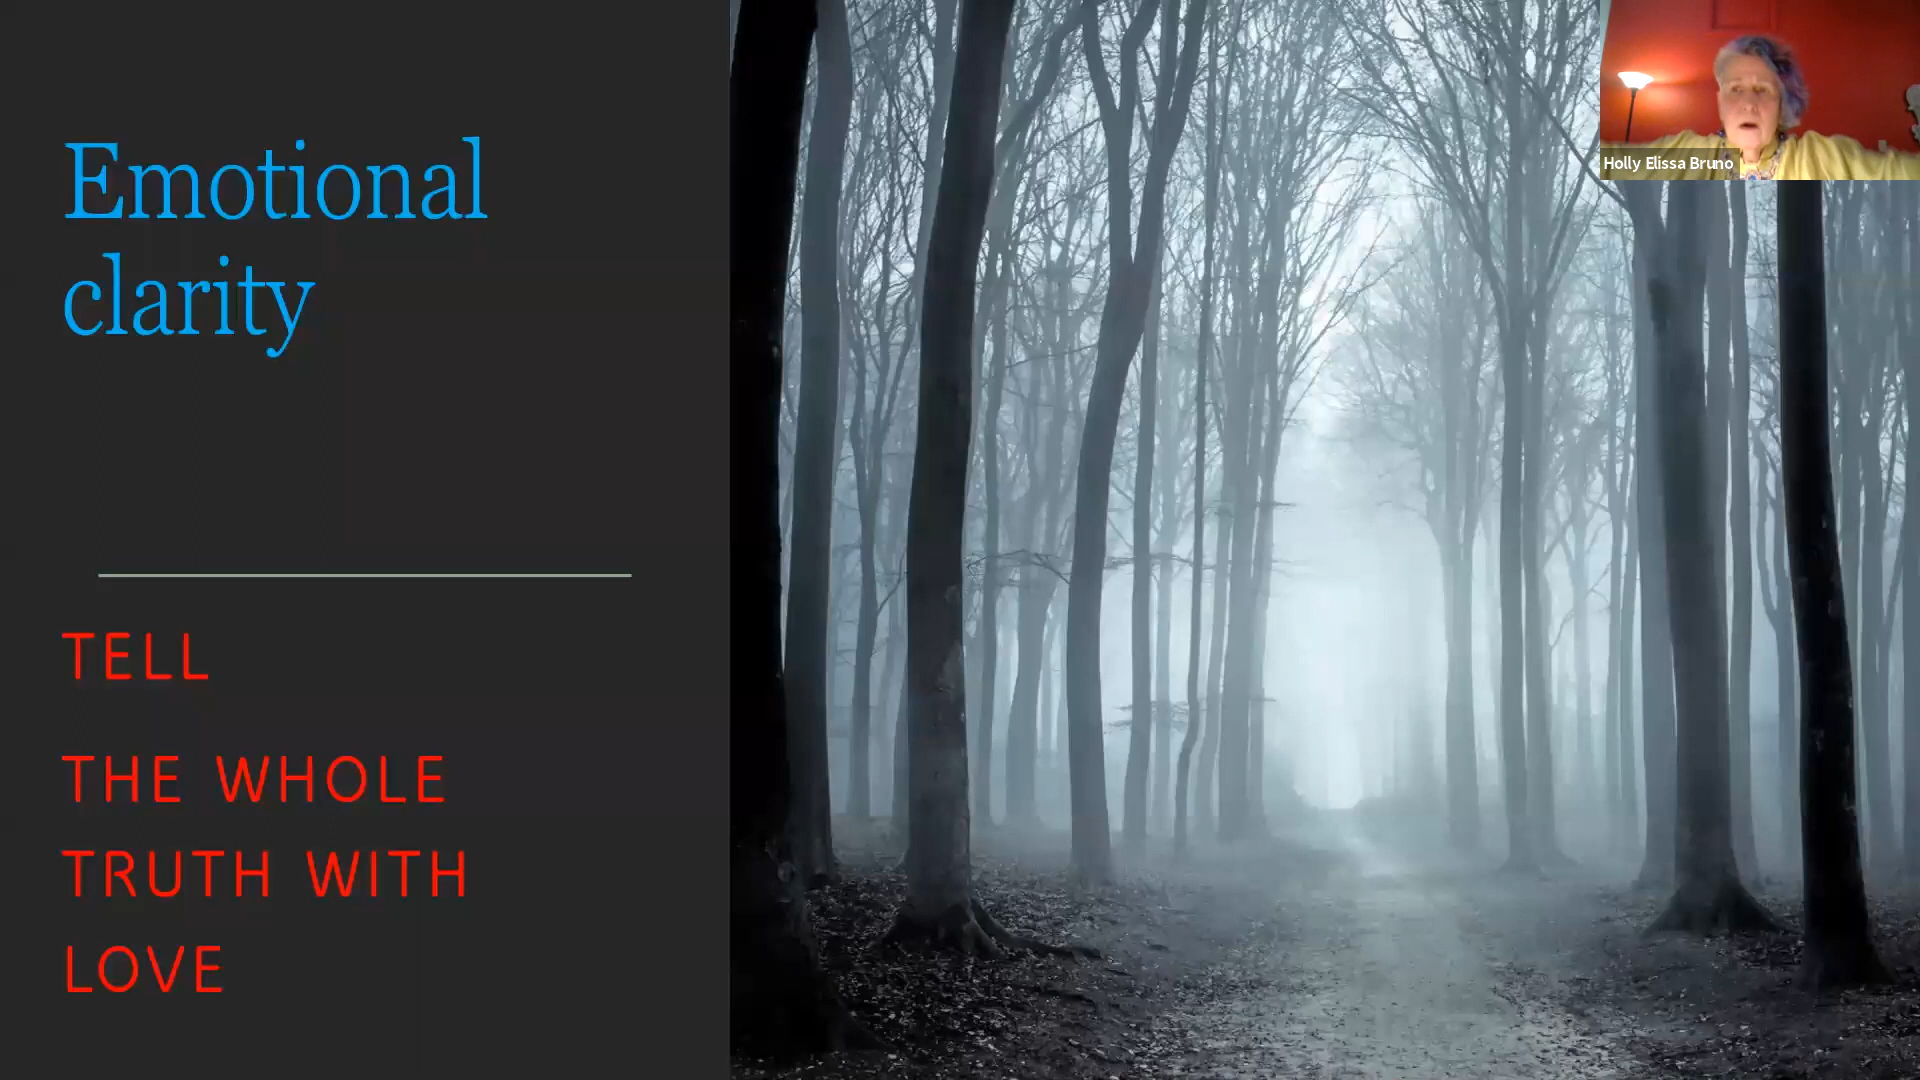 Emotional
clarity
TELL
THE WHOLE
TRUTH WITH
LOVE
Holly Elissa Bruno